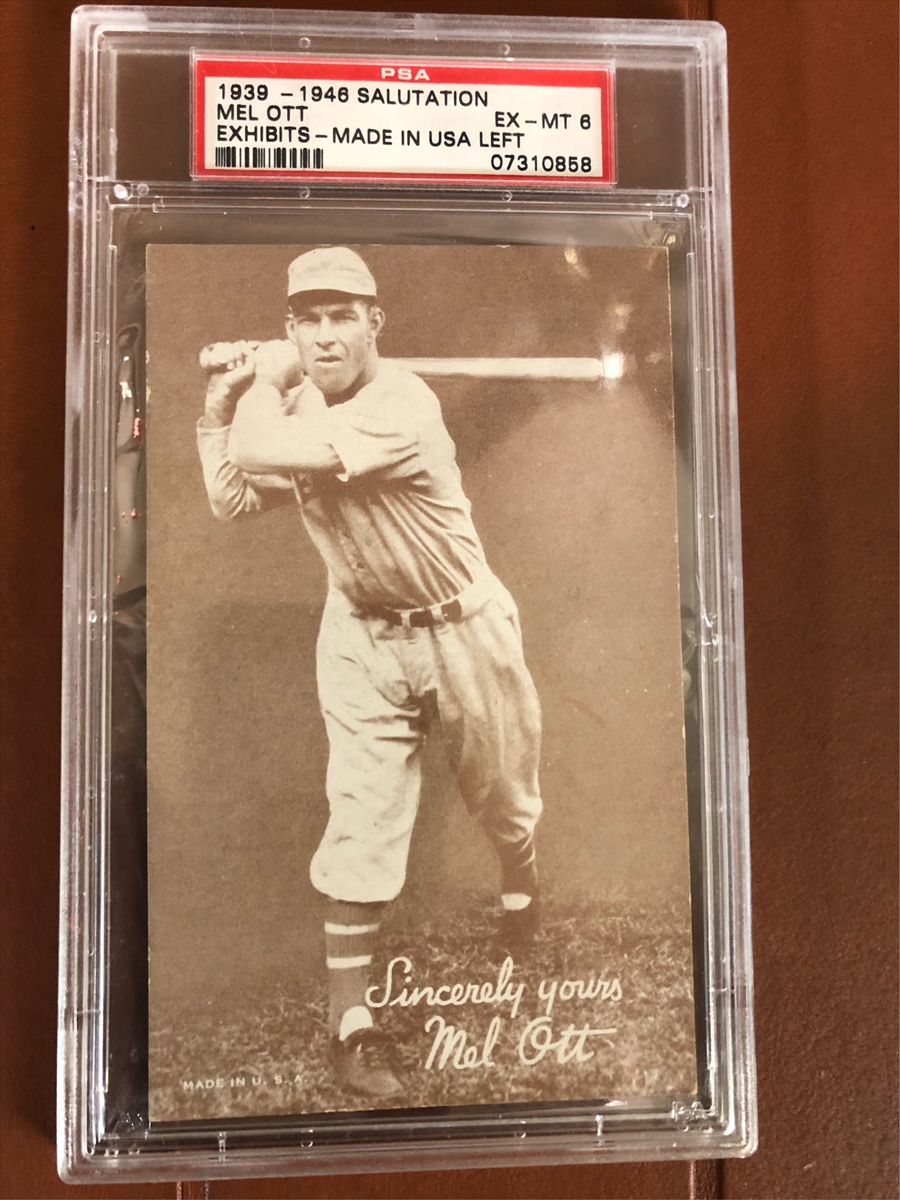 PSA
1939 - 1946 SALUTATION
MEL OTT EX - MT 6
EXHIBITS - MADE IN USA LEFT
07310858
Sincerely yours
Mel Ott
MADE IN U. S. A.